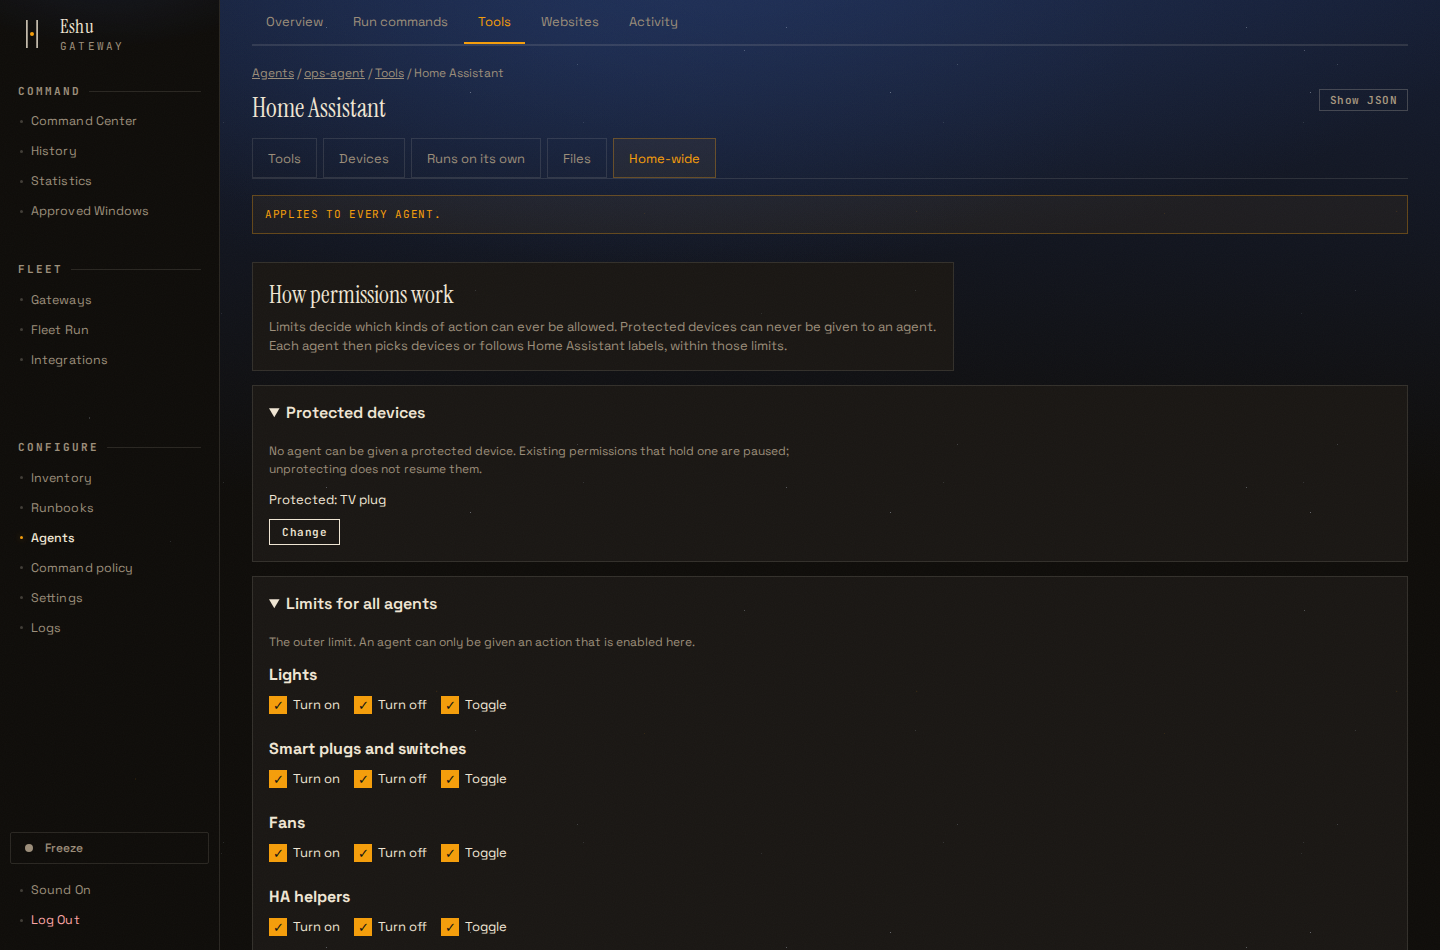 Eshu
GATEWAY
COMMAND
Command Center
History
Statistics
Approved Windows
FLEET
Gateways
Fleet Run
Integrations
CONFIGURE
Inventory
Runbooks
Agents
Command policy
Settings
Logs
Freeze
Sound On
Log Out
Overview Run commands Tools Websites Activity
Agents / ops-agent / Tools / Home Assistant
Home Assistant
Show JSON
Tools Devices Runs on its own Files Home-wide
APPLIES TO EVERY AGENT.
How permissions work
Limits decide which kinds of action can ever be allowed. Protected devices can never be given to an agent.
Each agent then picks devices or follows Home Assistant labels, within those limits.
▼ Protected devices
No agent can be given a protected device. Existing permissions that hold one are paused;
unprotecting does not resume them.
Protected: TV plug
Change
▼ Limits for all agents
The outer limit. An agent can only be given an action that is enabled here.
Lights
✓ Turn on ✓ Turn off ✓ Toggle
Smart plugs and switches
✓ Turn on ✓ Turn off ✓ Toggle
Fans
✓ Turn on ✓ Turn off ✓ Toggle
HA helpers
✓ Turn on ✓ Turn off ✓ Toggle